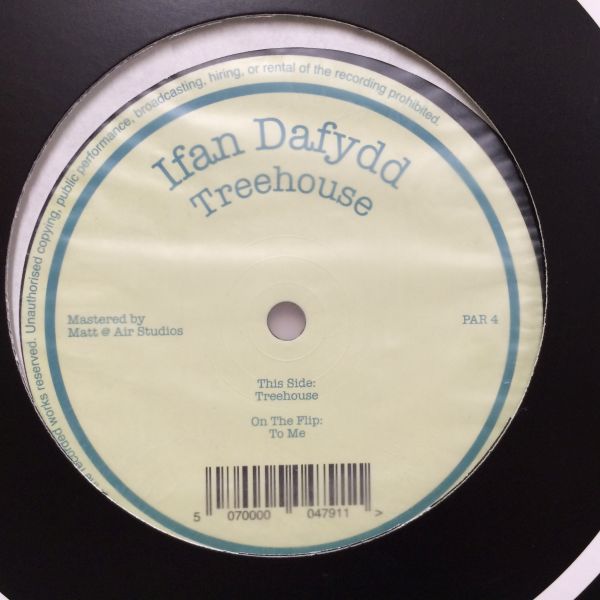 recorded works reserved. Unauthorised copying, public performance, broadcasting, hiring, or rental of the recording prohibited.
Ifan Dafydd
Treehouse
Mastered by
Matt @ Air Studios
PAR 4
This Side:
Treehouse
On The Flip:
To Me
5 070000 047911 >